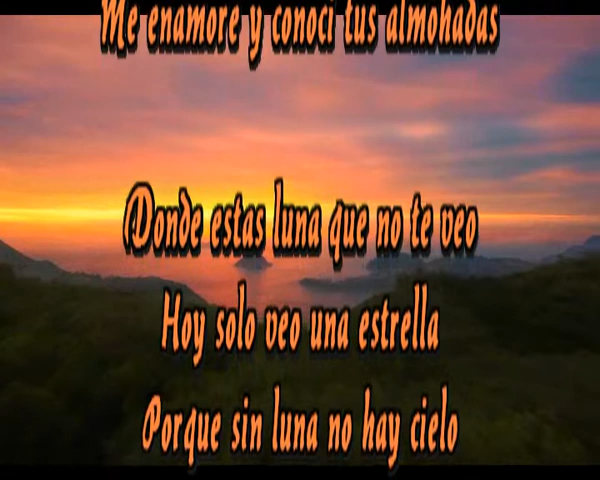 Me enamore y conoci tus almohadas
Donde estas luna que no te veo
Hoy solo veo una estrella
Porque sin luna no hay cielo